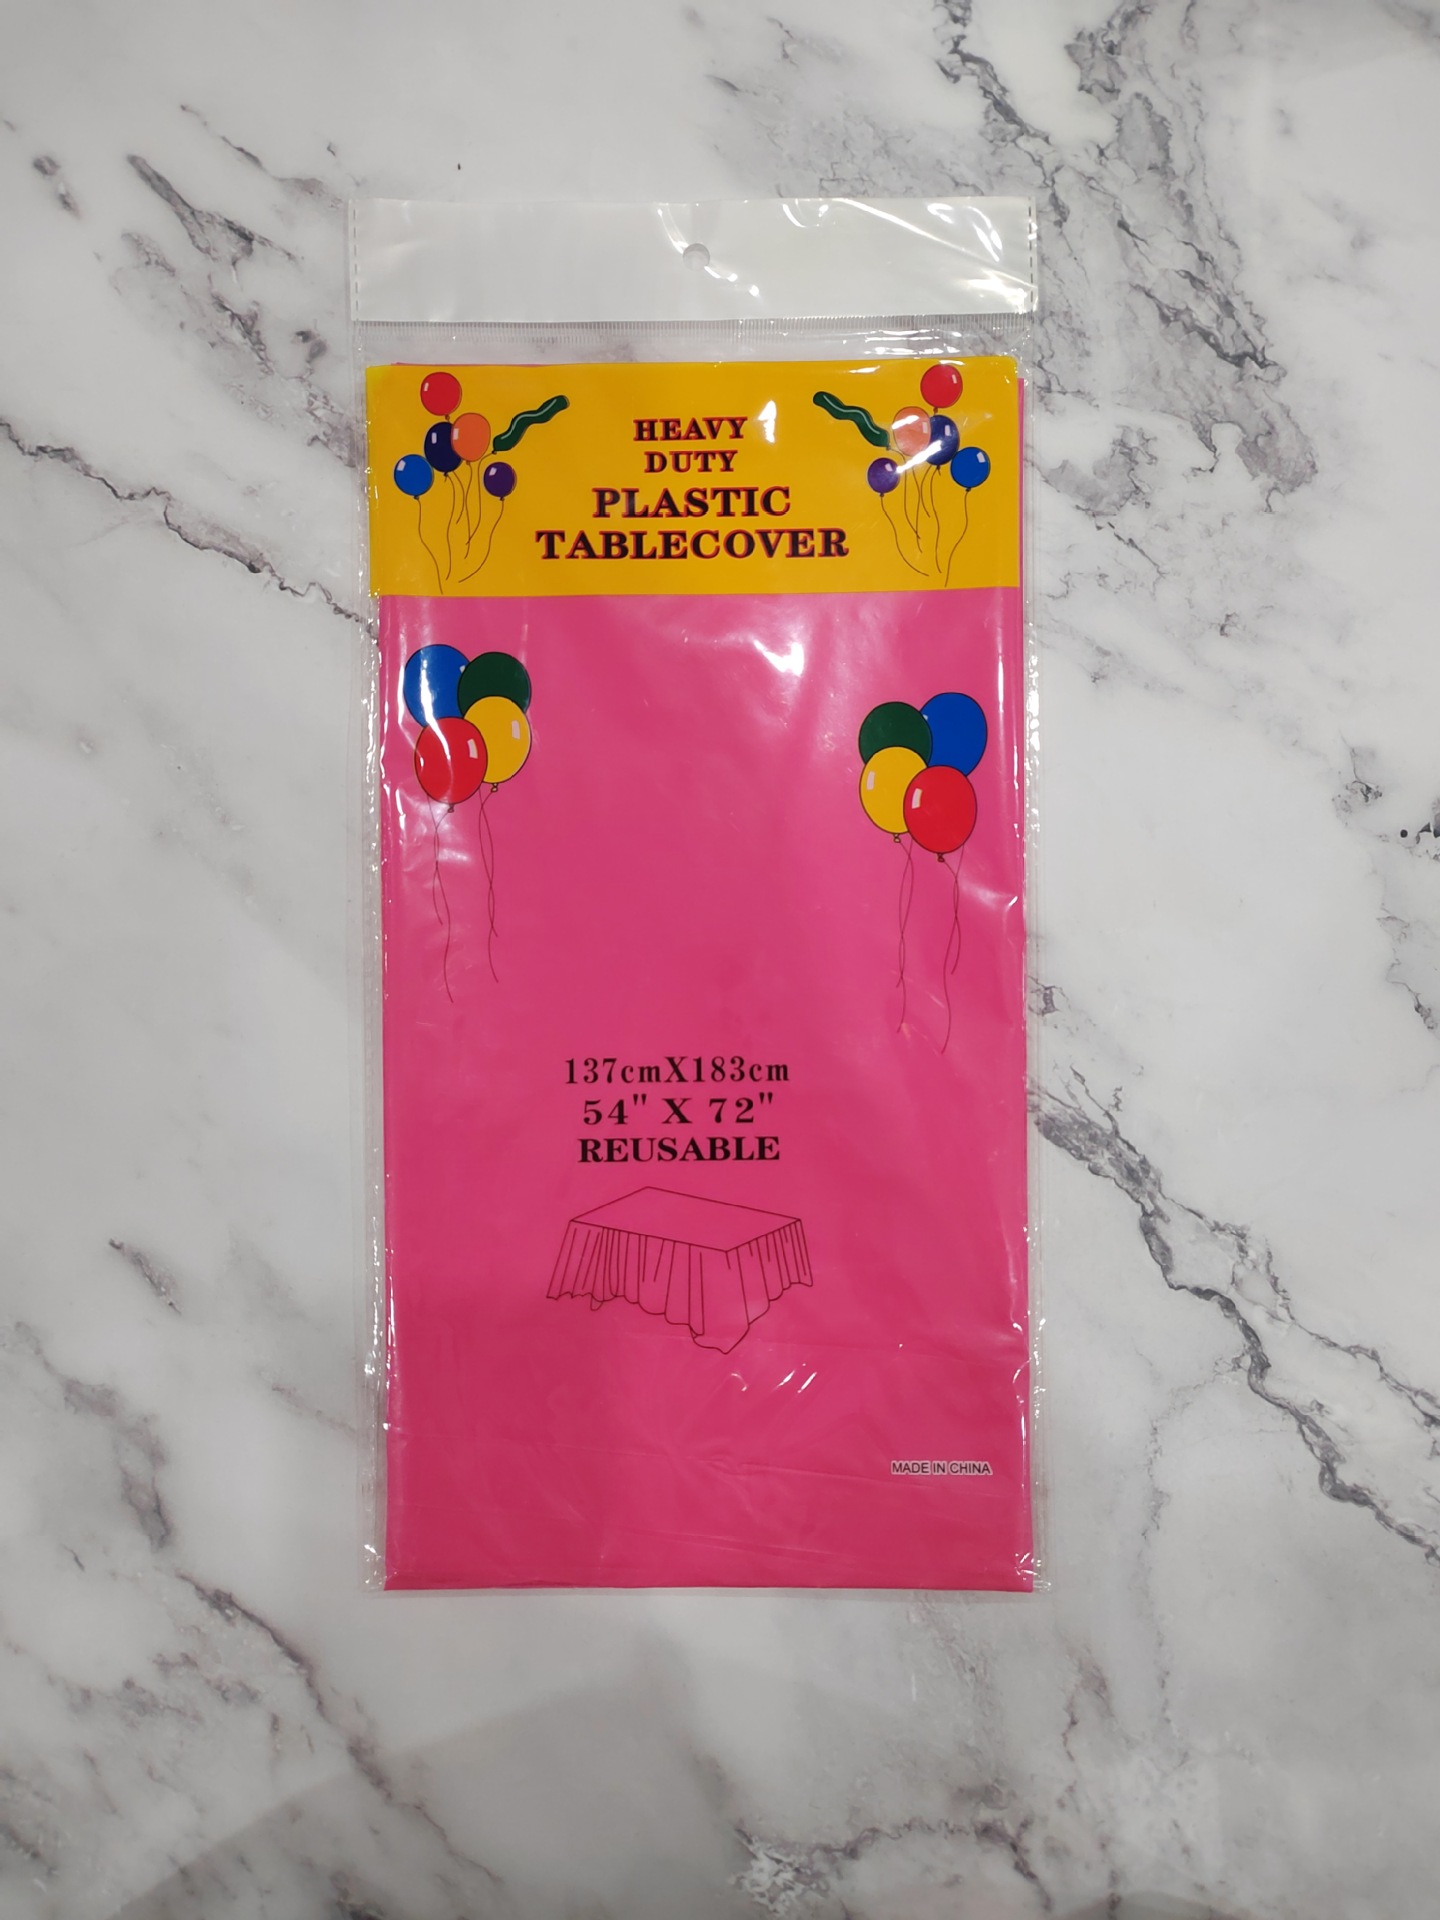 HEAVY
DUTY
PLASTIC
TABLECOVER
137cmX183cm
54" X 72"
REUSABLE
MADE IN CHINA